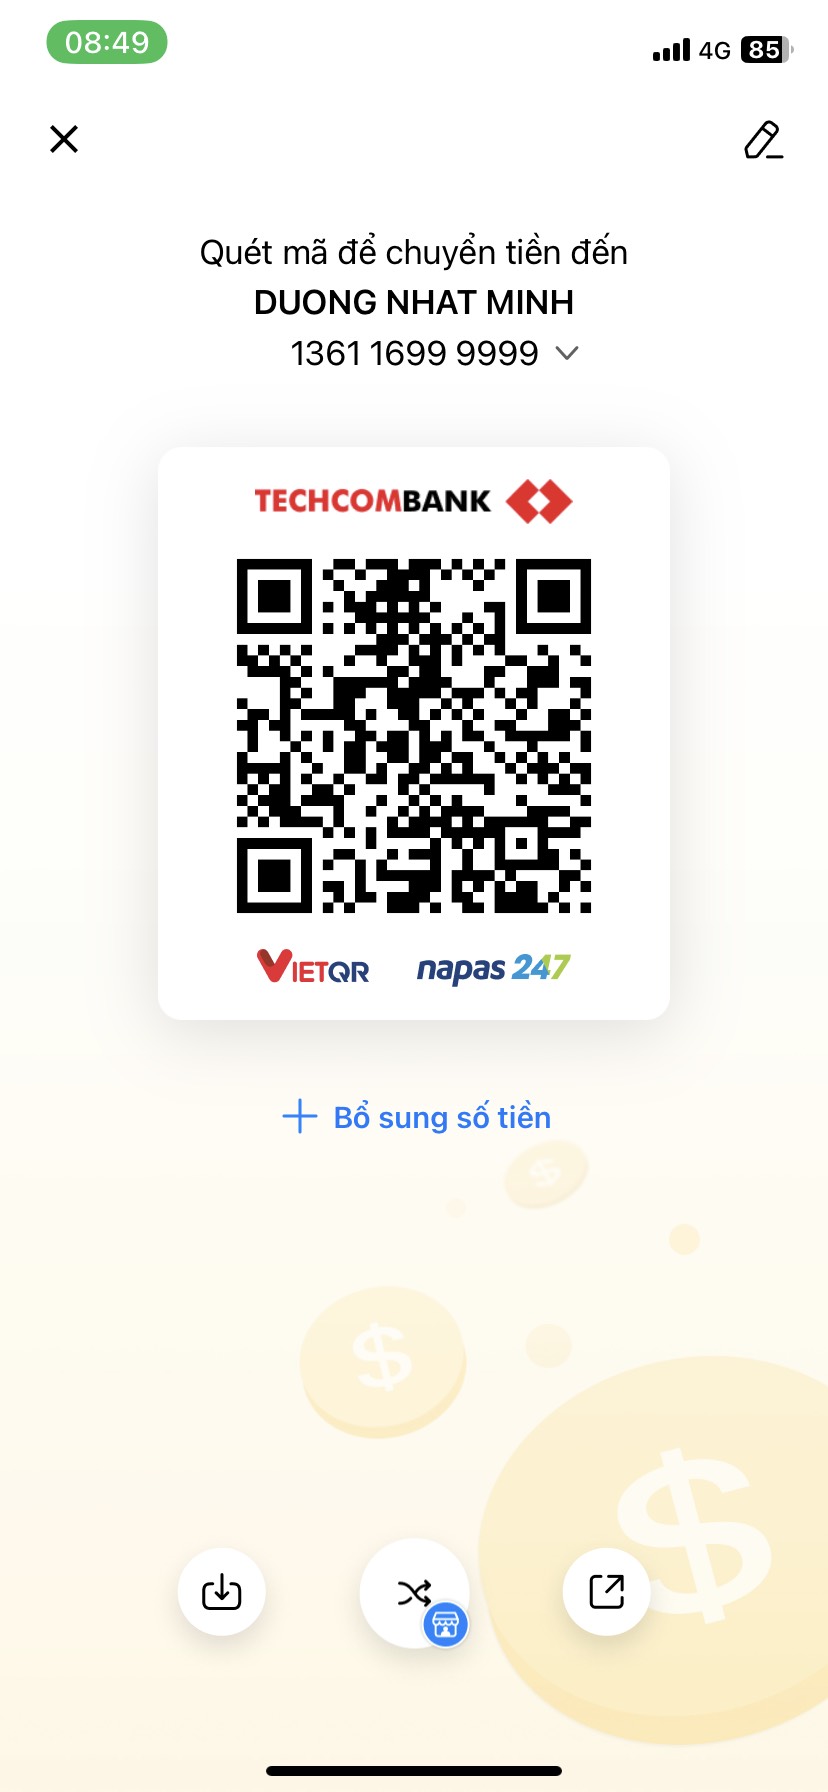 08:49
4G 85
Quét mã để chuyển tiền đến
DUONG NHAT MINH
1361 1699 9999
TECHCOMBANK
VIETQR napas 247
Bổ sung số tiền
$
$
$